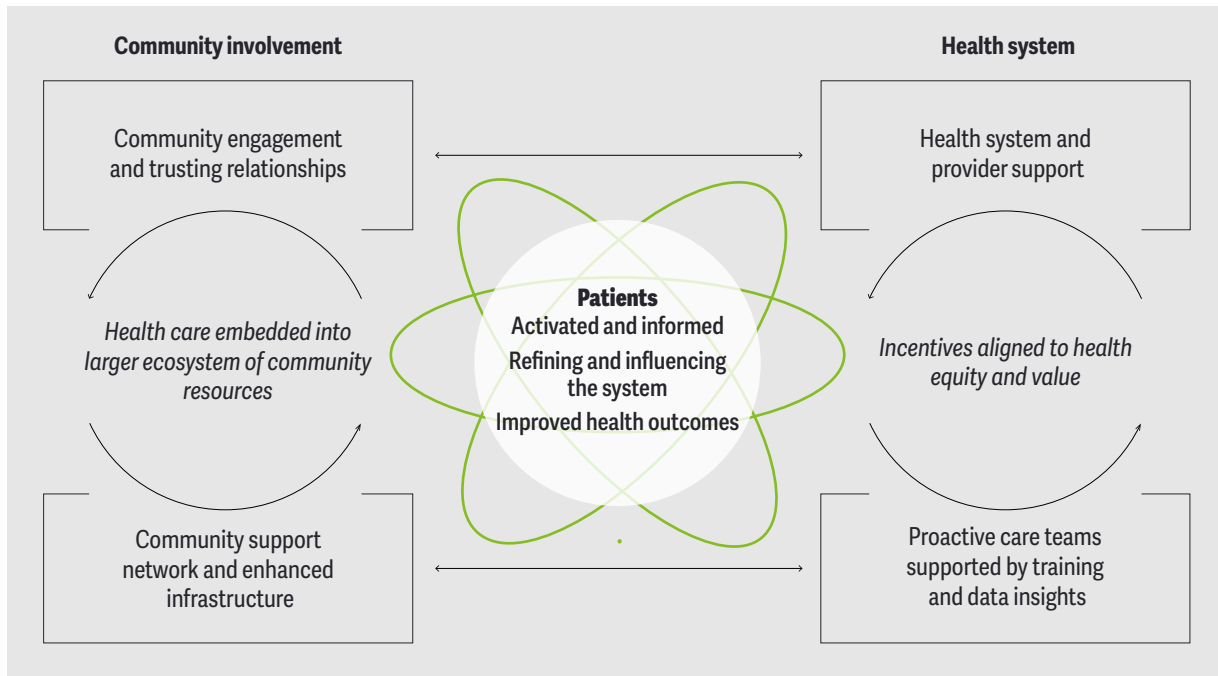 Community involvement
Health system
Community engagement
and trusting relationships
Health system and
provider support
Health care embedded into
larger ecosystem of community
resources
Patients
Activated and informed
Refining and influencing
the system
Improved health outcomes
Incentives aligned to health
equity and value
Community support
network and enhanced
infrastructure
Proactive care teams
supported by training
and data insights